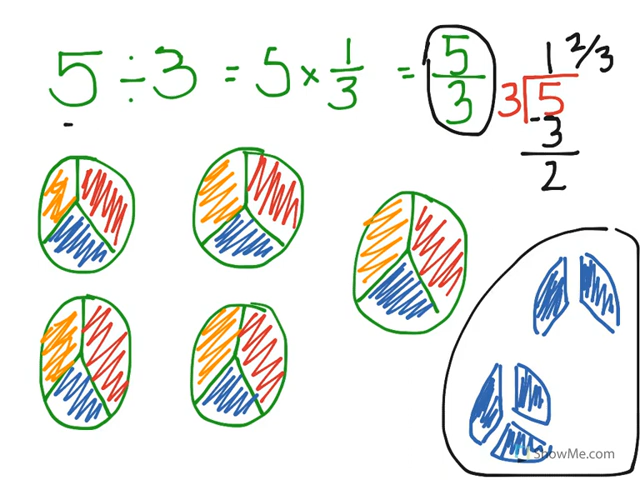 5 ÷ 3 = 5 × 1/3 = 5/3
1 2/3
3 5
-3
2
ShowMe.com